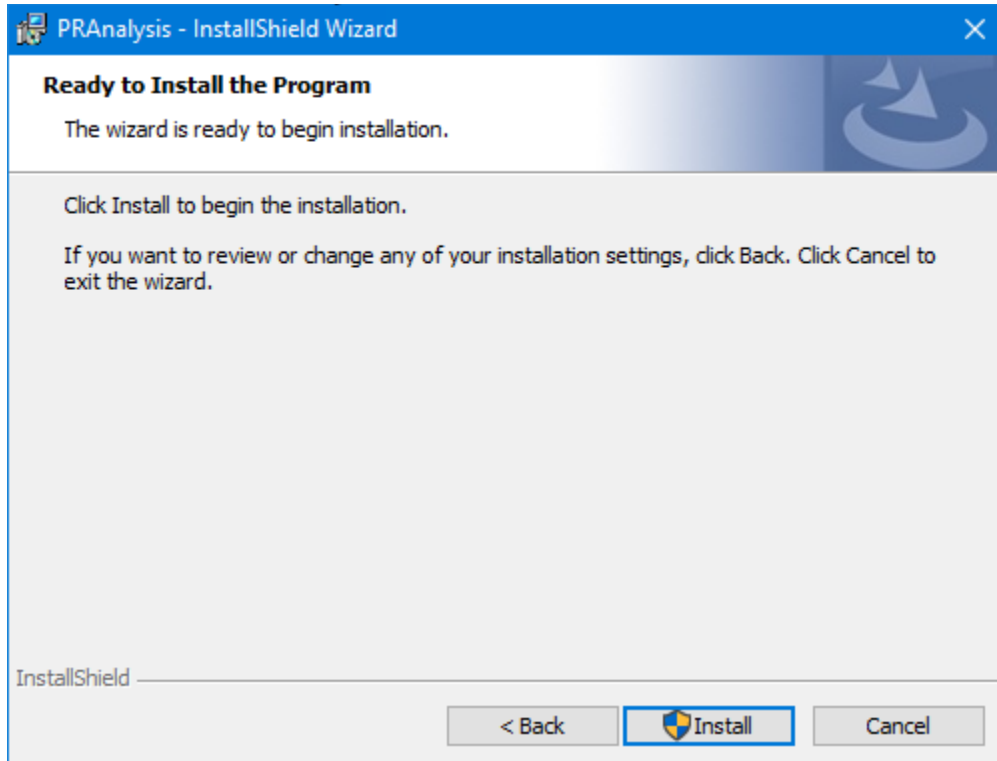 PRAnalysis - InstallShield Wizard
Ready to Install the Program
The wizard is ready to begin installation.
Click Install to begin the installation.
If you want to review or change any of your installation settings, click Back. Click Cancel to
exit the wizard.
InstallShield
< Back
Install
Cancel